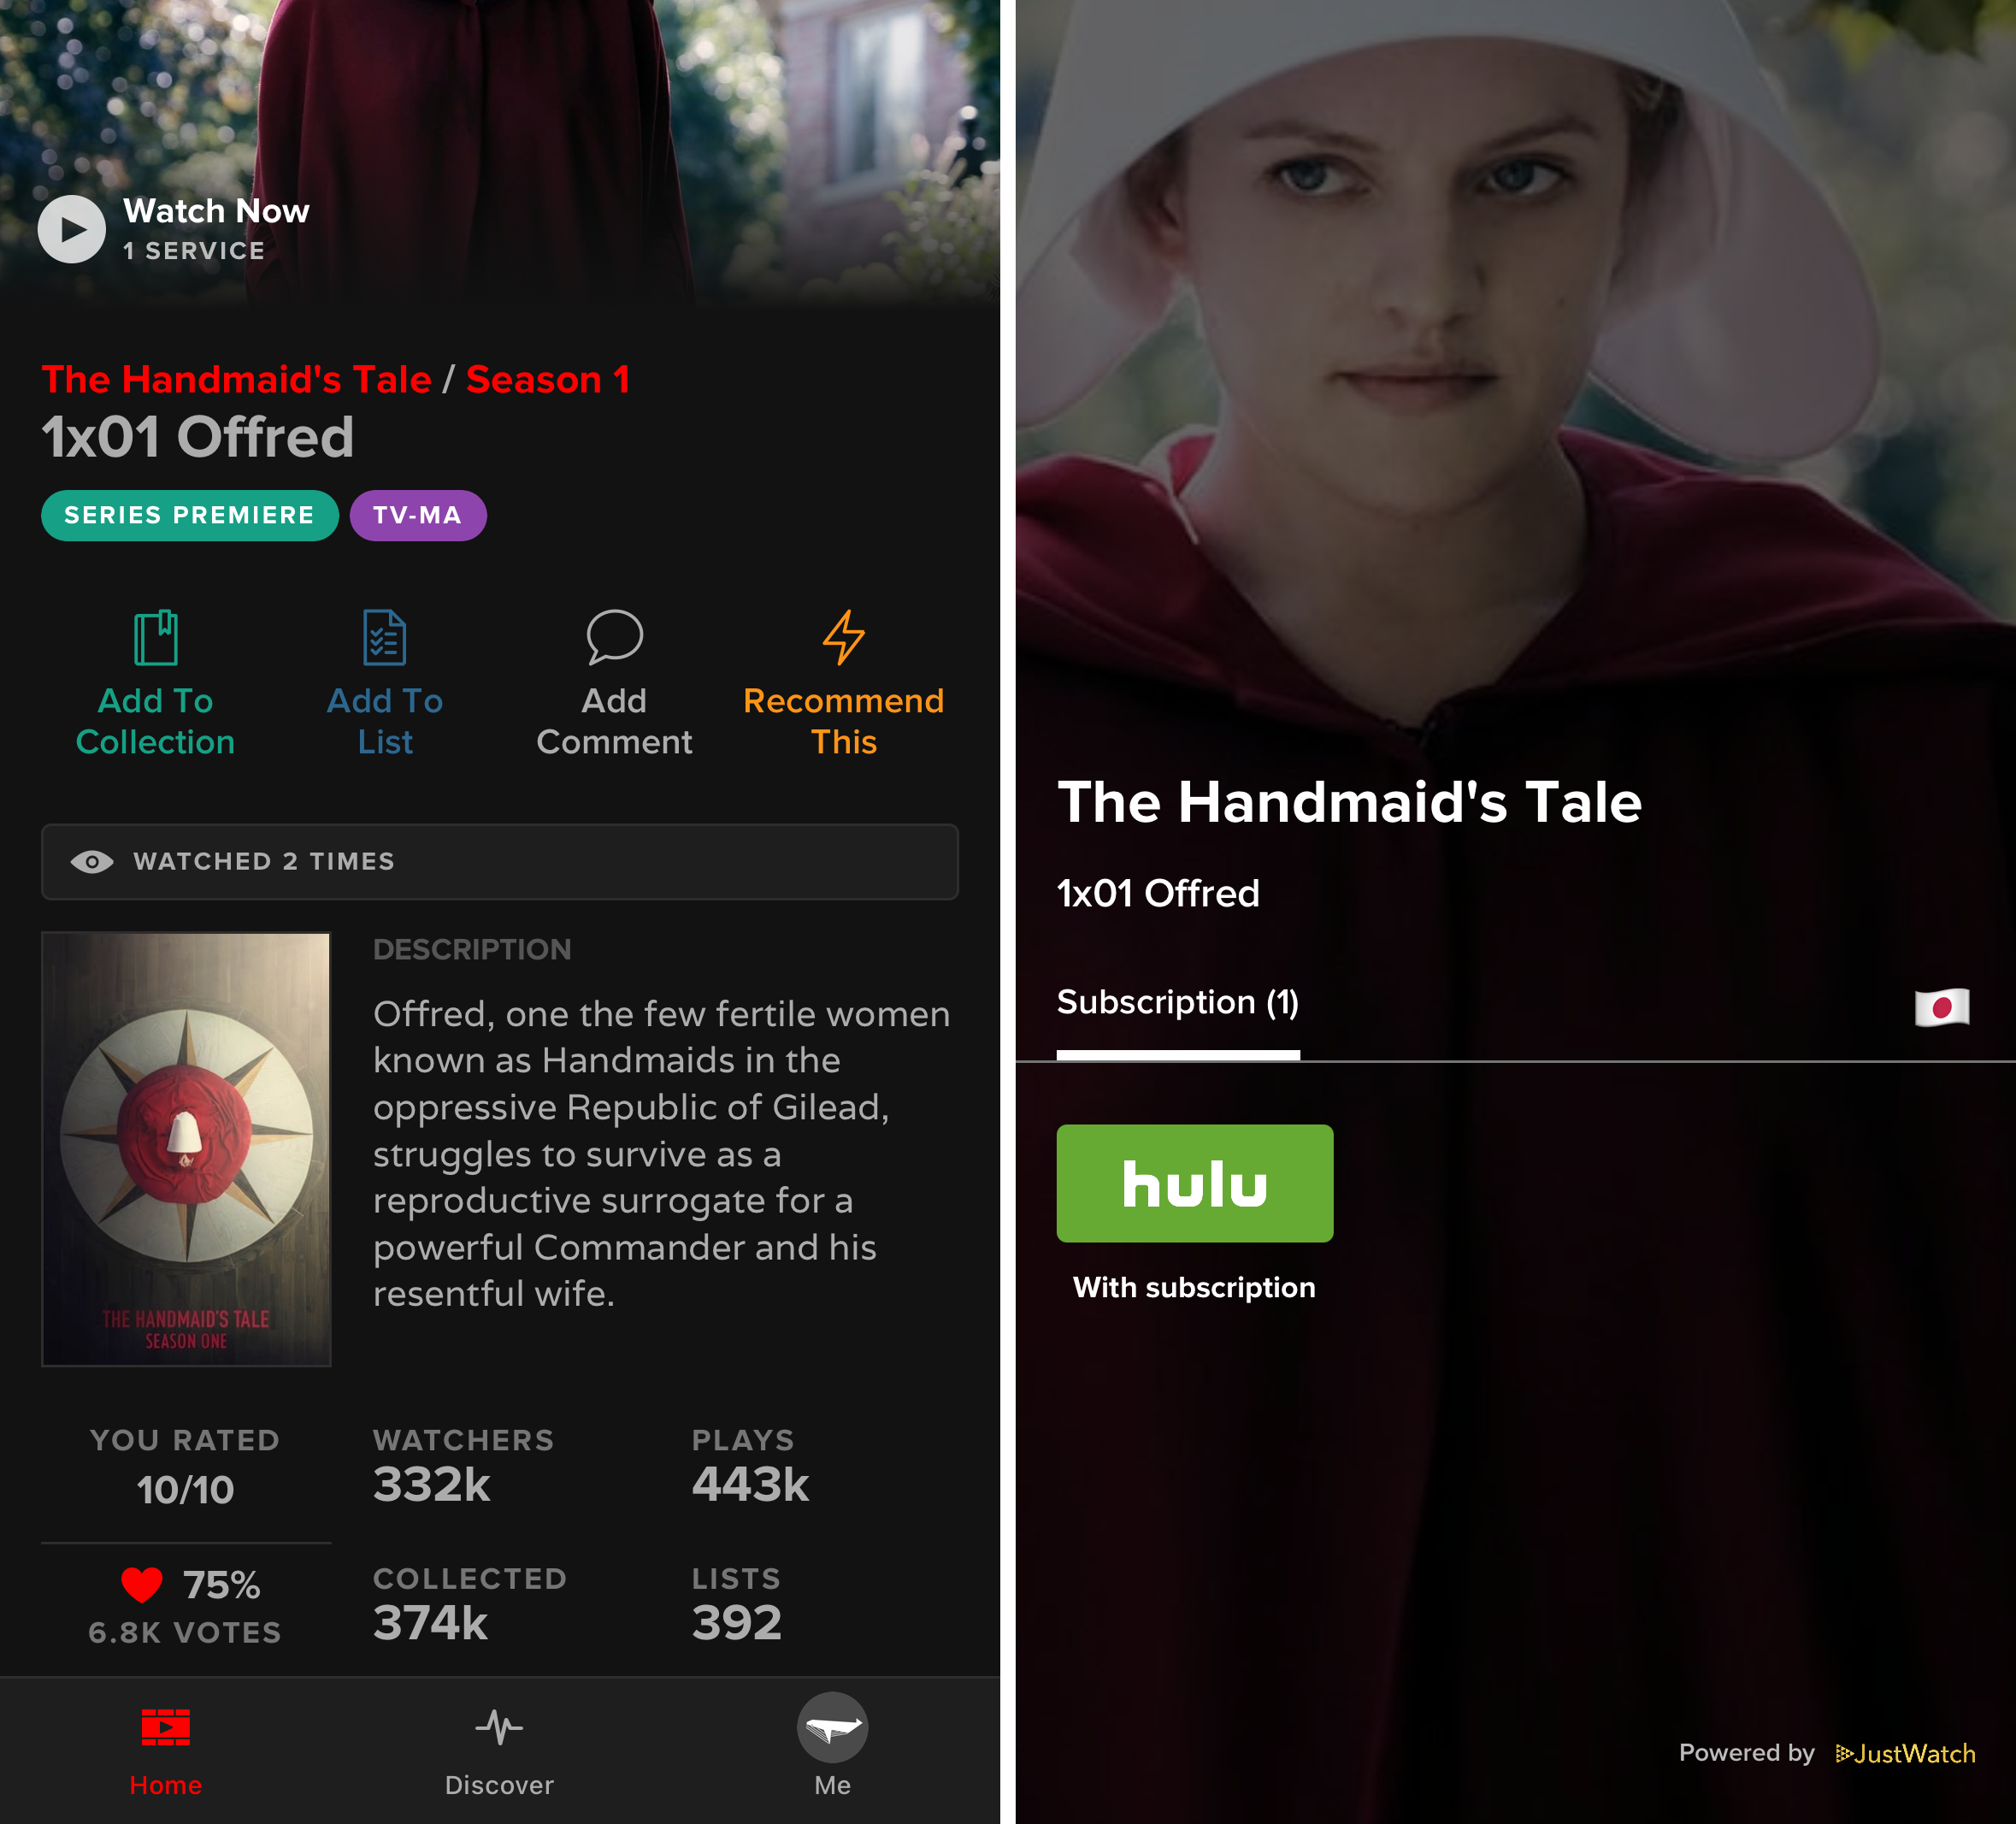 Watch Now
1 SERVICE
The Handmaid's Tale / Season 1
1x01 Offred
SERIES PREMIERE
TV-MA
Add To
Collection
Add To
List
Add
Comment
Recommend
This
WATCHED 2 TIMES
THE HANDMAID'S TALE
SEASON ONE
DESCRIPTION
Offred, one the few fertile women
known as Handmaids in the
oppressive Republic of Gilead,
struggles to survive as a
reproductive surrogate for a
powerful Commander and his
resentful wife.
YOU RATED
10/10
WATCHERS
332k
PLAYS
443k
75%
6.8K VOTES
COLLECTED
374k
LISTS
392
Home
Discover
Me
The Handmaid's Tale
1x01 Offred
Subscription (1)
hulu
With subscription
Powered by JustWatch